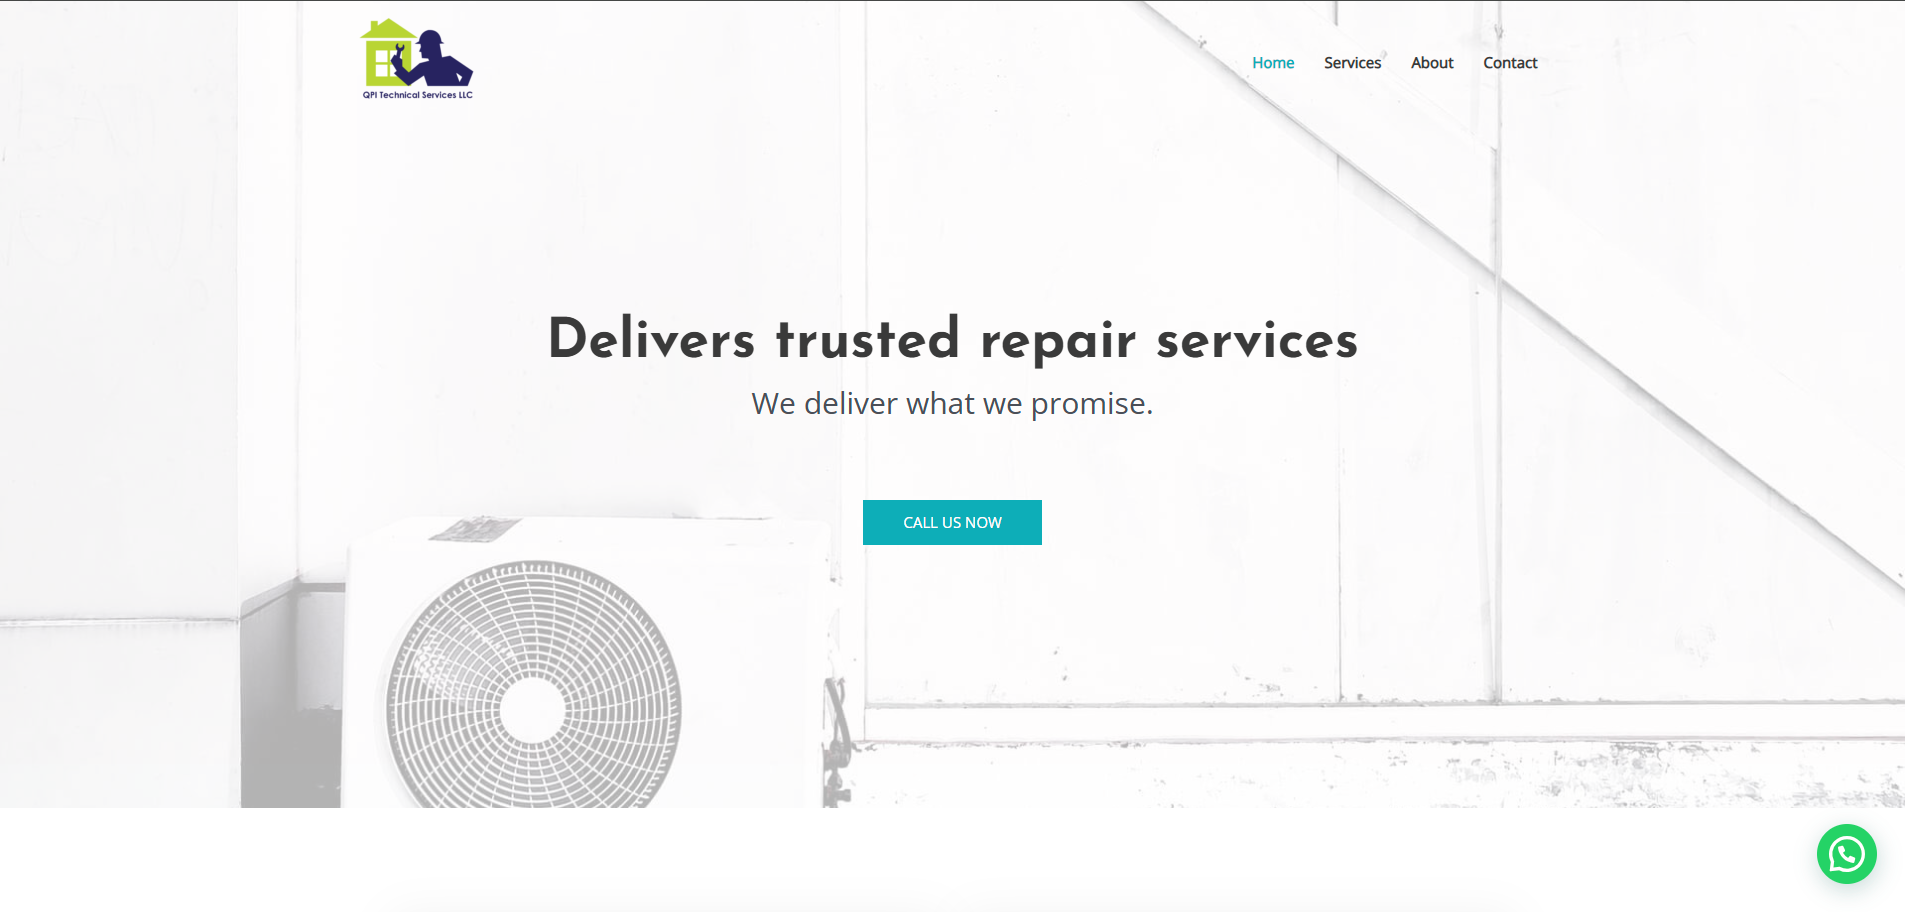 QPI Technical Services LLC
Home Services About Contact
Delivers trusted repair services
We deliver what we promise.
CALL US NOW